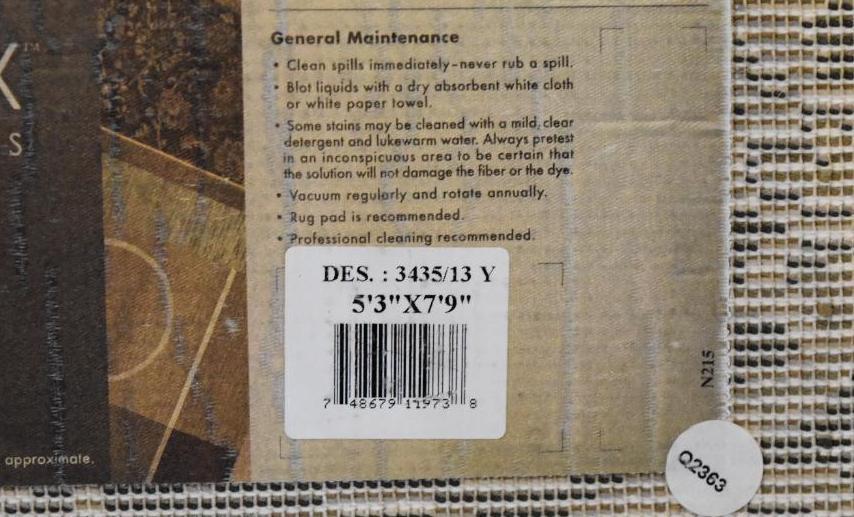 X™
S
General Maintenance
• Clean spills immediately–never rub a spill.
• Blot liquids with a dry absorbent white cloth
or white paper towel.
• Some stains may be cleaned with a mild, clear
detergent and lukewarm water. Always pretest
in an inconspicuous area to be certain that
the solution will not damage the fiber or the dye.
• Vacuum regularly and rotate annually.
• Rug pad is recommended.
• Professional cleaning recommended.
DES. : 3435/13 Y
5'3"X7'9"
7 48679 11973 8
N215
Q2363
approximate.